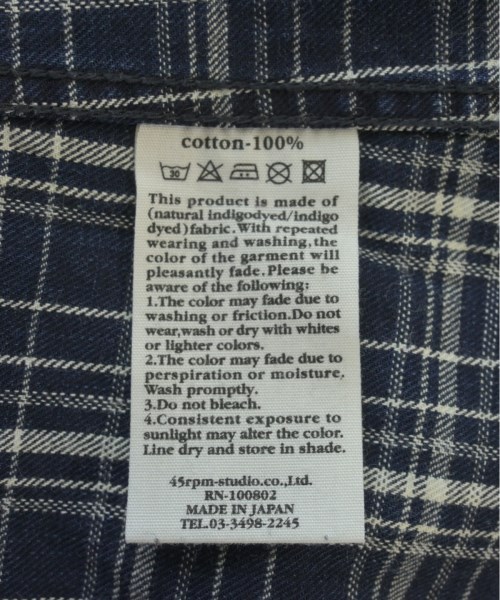 cotton-100%
30
This product is made of
(natural indigodyed/indigo
dyed)fabric.With repeated
wearing and washing,the
color of the garment will
pleasantly fade.Please be
aware of the following:
1.The color may fade due to
washing or friction.Do not
wear,wash or dry with whites
or lighter colors.
2.The color may fade due to
perspiration or moisture.
Wash promptly.
3.Do not bleach.
4.Consistent exposure to
sunlight may alter the color.
Line dry and store in shade.
45rpm-studio.co.,Ltd.
RN-100802
MADE IN JAPAN
TEL.03-3498-2245